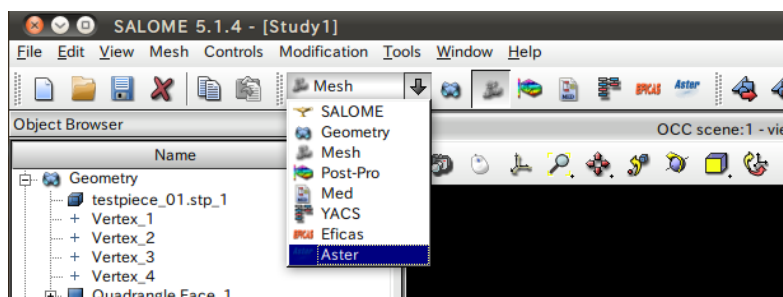 SALOME 5.1.4 - [Study1]
File Edit View Mesh Controls Modification Tools Window Help
Mesh
EFICAS Aster
Object Browser
OCC scene:1 - vie
Name
SALOME
Geometry
Mesh
Post-Pro
Med
YACS
Eficas
Aster
Geometry
testpiece_01.stp_1
Vertex_1
Vertex_2
Vertex_3
Vertex_4
Quadrangle Face_1